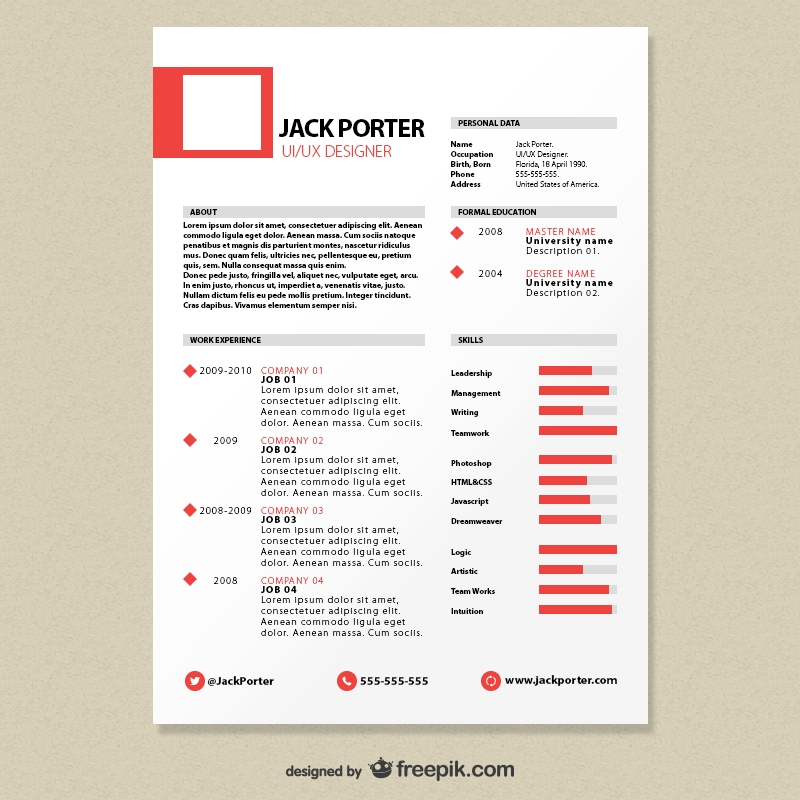 JACK PORTER
UI/UX DESIGNER
PERSONAL DATA
Name Jack Porter.
Occupation UI/UX Designer.
Birth, Born Florida, 18 April 1990.
Phone 555-555-555.
Address United States of America.
ABOUT
Lorem ipsum dolor sit amet, consectetuer adipiscing elit. Aenean
commodo ligula eget dolor. Aenean massa. Cum sociis natoque
penatibus et magnis dis parturient montes, nascetur ridiculus
mus. Donec quam felis, ultricies nec, pellentesque eu, pretium
quis, sem. Nulla consequat massa quis enim.
Donec pede justo, fringilla vel, aliquet nec, vulputate eget, arcu.
In enim justo, rhoncus ut, imperdiet a, venenatis vitae, justo.
Nullam dictum felis eu pede mollis pretium. Integer tincidunt.
Cras dapibus. Vivamus elementum semper nisi.
FORMAL EDUCATION
2008 MASTER NAME
University name
Description 01.
2004 DEGREE NAME
University name
Description 02.
WORK EXPERIENCE
2009-2010 COMPANY 01
JOB 01
Lorem ipsum dolor sit amet,
consectetuer adipiscing elit.
Aenean commodo ligula eget
dolor. Aenean massa. Cum sociis.
2009 COMPANY 02
JOB 02
Lorem ipsum dolor sit amet,
consectetuer adipiscing elit.
Aenean commodo ligula eget
dolor. Aenean massa. Cum sociis.
2008-2009 COMPANY 03
JOB 03
Lorem ipsum dolor sit amet,
consectetuer adipiscing elit.
Aenean commodo ligula eget
dolor. Aenean massa. Cum sociis.
2008 COMPANY 04
JOB 04
Lorem ipsum dolor sit amet,
consectetuer adipiscing elit.
Aenean commodo ligula eget
dolor. Aenean massa. Cum sociis.
SKILLS
Leadership
Management
Writing
Teamwork
Photoshop
HTML&CSS
Javascript
Dreamweaver
Logic
Artistic
Team Works
Intuition
@JackPorter
555-555-555
www.jackporter.com
designed by freepik.com